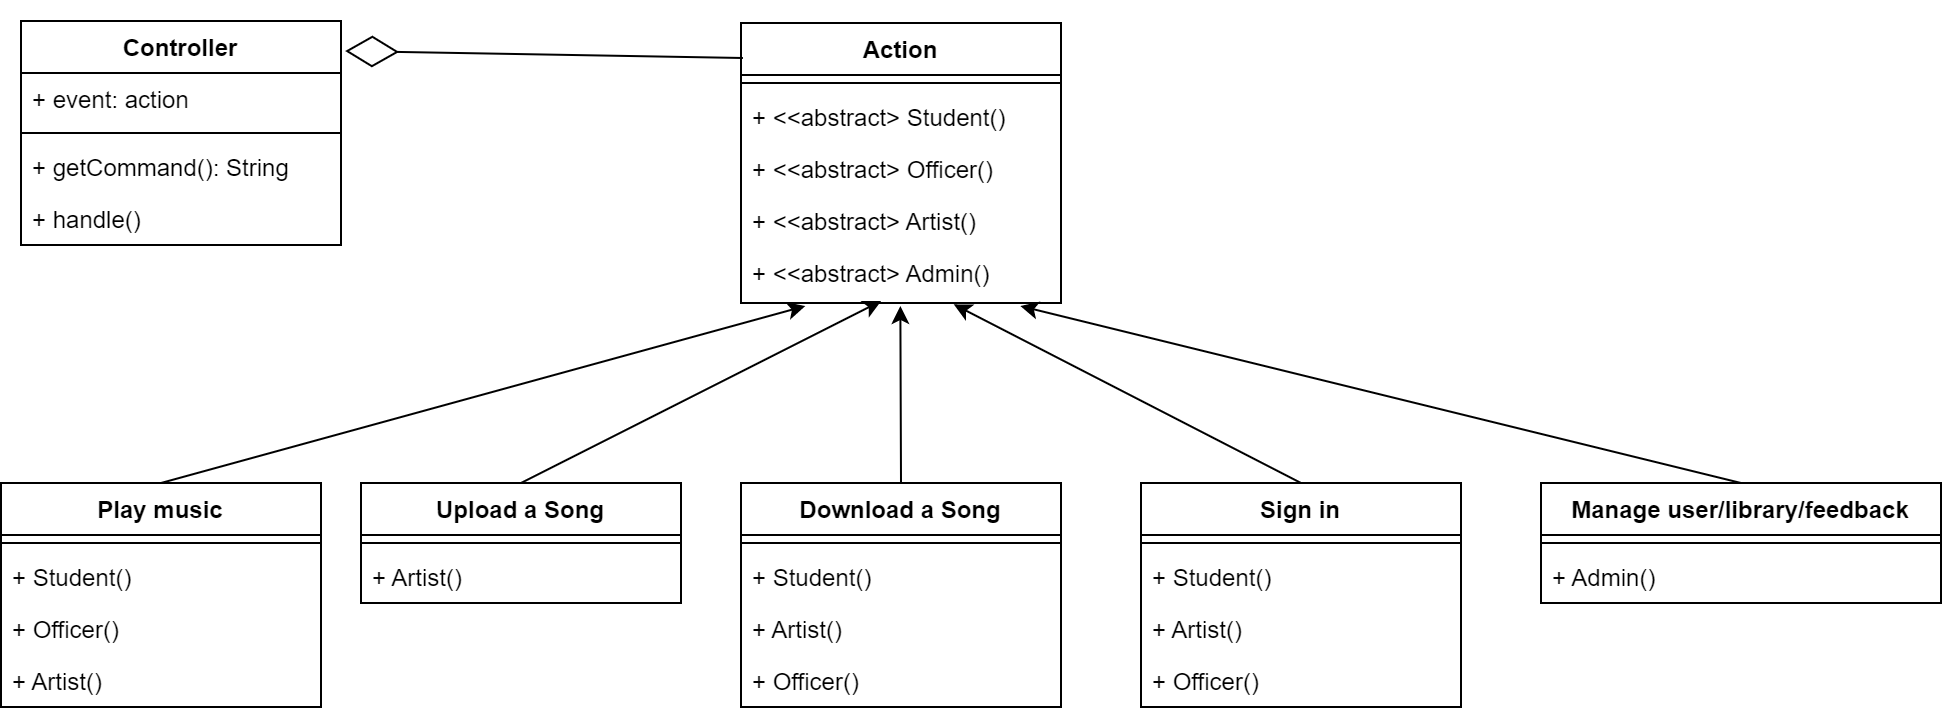 Controller
+ event: action
+ getCommand(): String
+ handle()
Action
+ <<abstract> Student()
+ <<abstract> Officer()
+ <<abstract> Artist()
+ <<abstract> Admin()
Play music
+ Student()
+ Officer()
+ Artist()
Upload a Song
+ Artist()
Download a Song
+ Student()
+ Artist()
+ Officer()
Sign in
+ Student()
+ Artist()
+ Officer()
Manage user/library/feedback
+ Admin()